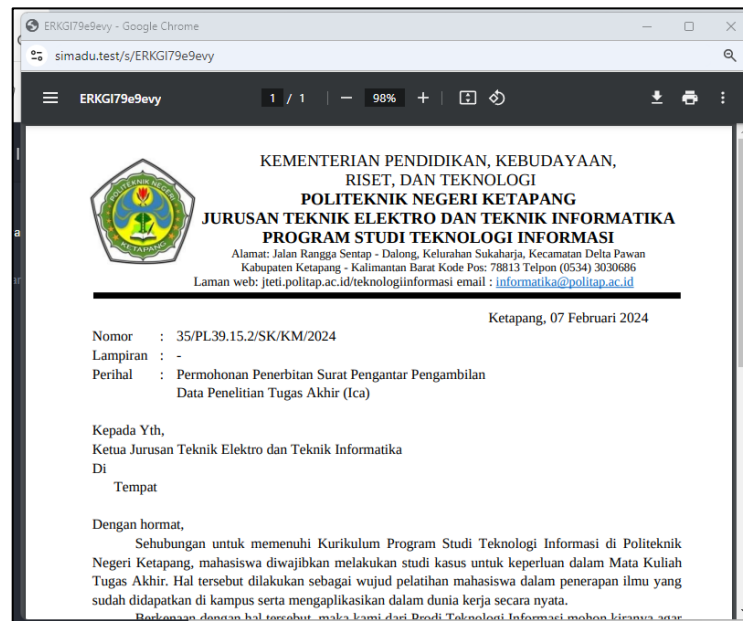 ERKGI79e9evy - Google Chrome
simadu.test/s/ERKGI79e9evy
ERKGI79e9evy 1 / 1 98%
POLITEKNIK NEGERI
KETAPANG
KEMENTERIAN PENDIDIKAN, KEBUDAYAAN,
RISET, DAN TEKNOLOGI
POLITEKNIK NEGERI KETAPANG
JURUSAN TEKNIK ELEKTRO DAN TEKNIK INFORMATIKA
PROGRAM STUDI TEKNOLOGI INFORMASI
Alamat: Jalan Rangga Sentap - Dalong, Kelurahan Sukaharja, Kecamatan Delta Pawan
Kabupaten Ketapang - Kalimantan Barat Kode Pos: 78813 Telpon (0534) 3030686
Laman web: jteti.politap.ac.id/teknologiinformasi email : informatika@politap.ac.id
Ketapang, 07 Februari 2024
Nomor : 35/PL39.15.2/SK/KM/2024
Lampiran : -
Perihal : Permohonan Penerbitan Surat Pengantar Pengambilan
Data Penelitian Tugas Akhir (Ica)
Kepada Yth,
Ketua Jurusan Teknik Elektro dan Teknik Informatika
Di
Tempat
Dengan hormat,
Sehubungan untuk memenuhi Kurikulum Program Studi Teknologi Informasi di Politeknik
Negeri Ketapang, mahasiswa diwajibkan melakukan studi kasus untuk keperluan dalam Mata Kuliah
Tugas Akhir. Hal tersebut dilakukan sebagai wujud pelatihan mahasiswa dalam penerapan ilmu yang
sudah didapatkan di kampus serta mengaplikasikan dalam dunia kerja secara nyata.
Berkenaan dengan hal tersebut, maka kami dari Prodi Teknologi Informasi mohon kiranya agar